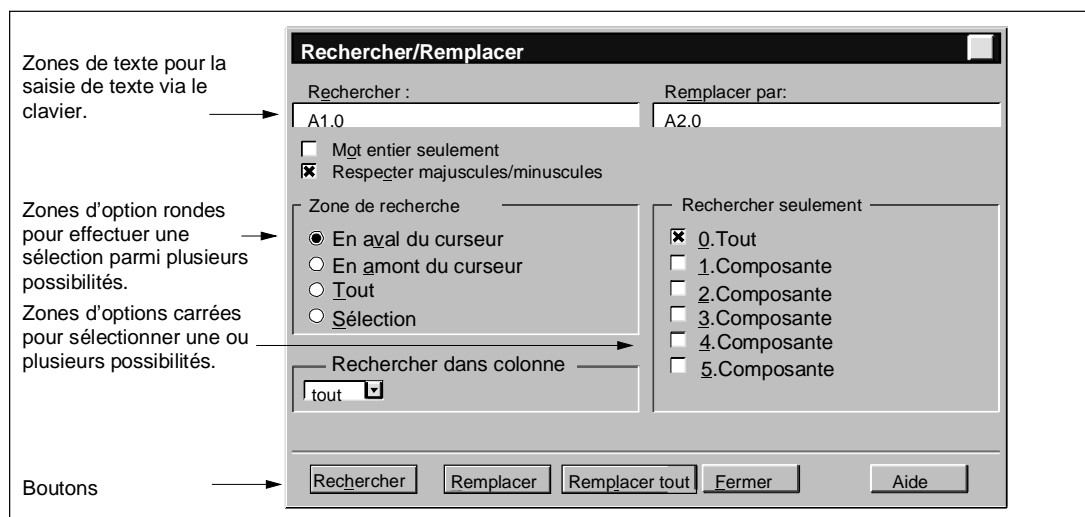 Zones de texte pour la
saisie de texte via le
clavier.
Zones d'option rondes
pour effectuer une
sélection parmi plusieurs
possibilités.
Zones d'options carrées
pour sélectionner une ou
plusieurs possibilités.
Boutons
Rechercher/Remplacer
Rechercher :
A1.0
Remplacer par:
A2.0
Mot entier seulement
Respecter majuscules/minuscules
Zone de recherche
En aval du curseur
En amont du curseur
Tout
Sélection
Rechercher dans colonne
tout
Rechercher seulement
0.Tout
1.Composante
2.Composante
3.Composante
4.Composante
5.Composante
Rechercher
Remplacer
Remplacer tout
Fermer
Aide